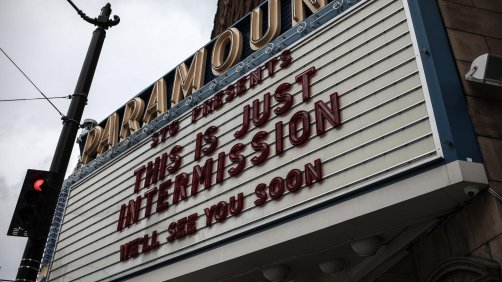 PARAMOUNT
STG PRESENTS
THIS IS JUST
INTERMISSION
WE'LL SEE YOU SOON